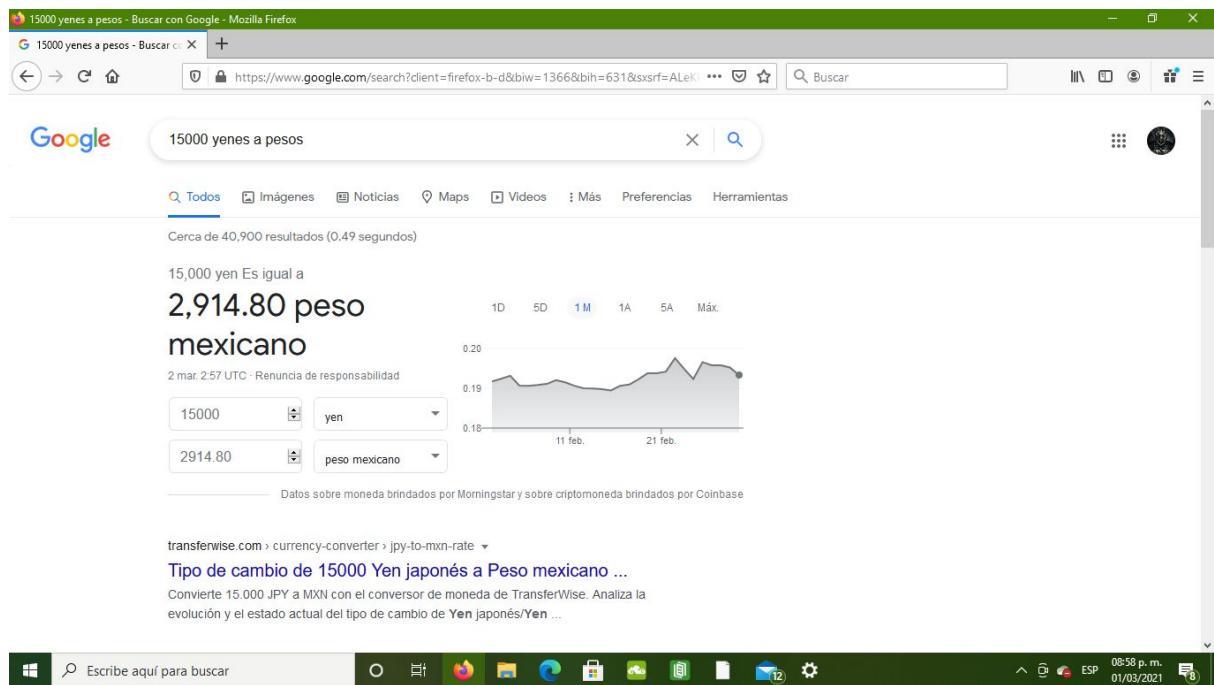 15000 yenes a pesos - Buscar con Google - Mozilla Firefox
15000 yenes a pesos - Buscar cc
https://www.google.com/search?client=firefox-b-d&biw=1366&bih=631&sxsrf=ALeK
Buscar
Google
15000 yenes a pesos
Todos Imágenes Noticias Maps Videos Más Preferencias Herramientas
Cerca de 40,900 resultados (0.49 segundos)
15,000 yen Es igual a
2,914.80 peso
mexicano
2 mar. 2:57 UTC · Renuncia de responsabilidad
15000 yen
2914.80 peso mexicano
1D 5D 1M 1A 5A Máx.
0.20
0.19
0.18
11 feb. 21 feb.
Datos sobre moneda brindados por Morningstar y sobre criptomoneda brindados por Coinbase
transferwise.com › currency-converter › jpy-to-mxn-rate
Tipo de cambio de 15000 Yen japonés a Peso mexicano ...
Convierte 15.000 JPY a MXN con el conversor de moneda de TransferWise. Analiza la
evolución y el estado actual del tipo de cambio de Yen japonés/Yen ...
Escribe aquí para buscar
12
ESP
08:58 p. m.
01/03/2021
8